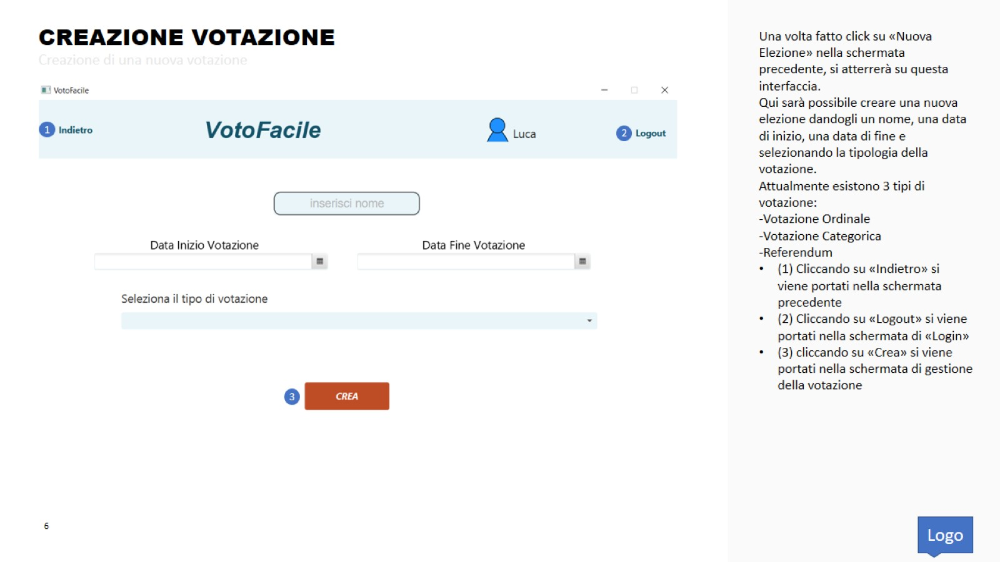 CREAZIONE VOTAZIONE
Creazione di una nuova votazione
VotoFacile
1 Indietro
VotoFacile
Luca
2 Logout
inserisci nome
Data Inizio Votazione
Data Fine Votazione
Seleziona il tipo di votazione
3 CREA
6
Una volta fatto click su «Nuova
Elezione» nella schermata
precedente, si atterrerà su questa
interfaccia.
Qui sarà possibile creare una nuova
elezione dandogli un nome, una data
di inizio, una data di fine e
selezionando la tipologia della
votazione.
Attualmente esistono 3 tipi di
votazione:
-Votazione Ordinale
-Votazione Categorica
-Referendum
• (1) Cliccando su «Indietro» si
viene portati nella schermata
precedente
• (2) Cliccando su «Logout» si viene
portati nella schermata di «Login»
• (3) cliccando su «Crea» si viene
portati nella schermata di gestione
della votazione
Logo